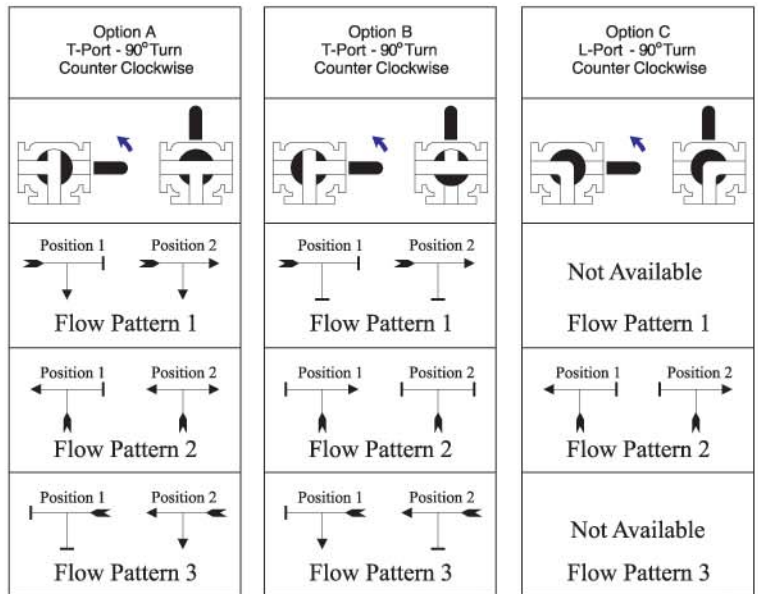 Option A
T-Port - 90° Turn
Counter Clockwise
Option B
T-Port - 90° Turn
Counter Clockwise
Option C
L-Port - 90° Turn
Counter Clockwise
Position 1 Position 2
Flow Pattern 1
Position 1 Position 2
Flow Pattern 1
Not Available
Flow Pattern 1
Position 1 Position 2
Flow Pattern 2
Position 1 Position 2
Flow Pattern 2
Position 1 Position 2
Flow Pattern 2
Position 1 Position 2
Flow Pattern 3
Position 1 Position 2
Flow Pattern 3
Not Available
Flow Pattern 3